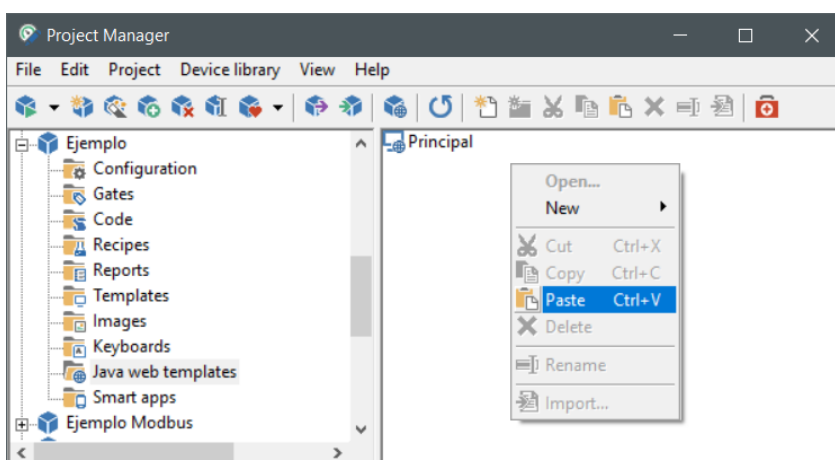 Project Manager
File Edit Project Device library View Help
Ejemplo
Configuration
Gates
Code
Recipes
Reports
Templates
Images
Keyboards
Java web templates
Smart apps
Ejemplo Modbus
Principal
Open...
New
Cut Ctrl+X
Copy Ctrl+C
Paste Ctrl+V
Delete
Rename
Import...